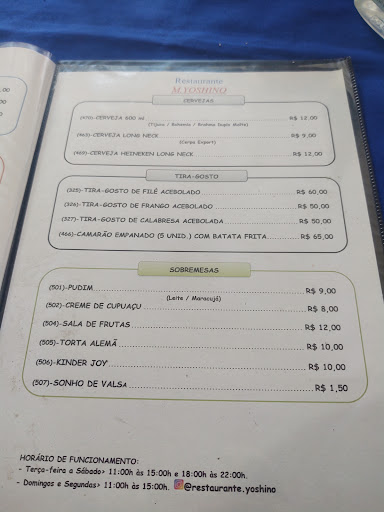 Restaurante
M.YOSHINO
CERVEJAS
(470)-CERVEJA 600 ml R$ 12,00
(Tijuca / Bohemia / Brahma Duplo Malte)
(463)-CERVEJA LONG NECK R$ 9,00
(Cerpa Export)
(460)-CERVEJA HEINEKEN LONG NECK R$ 12,00
TIRA-GOSTO
(325)-TIRA-GOSTO DE FILÉ ACEBOLADO R$ 60,00
(326)-TIRA-GOSTO DE FRANGO ACEBOLADO R$ 50,00
(327)-TIRA-GOSTO DE CALABRESA ACEBOLADA R$ 50,00
(466)-CAMARÃO EMPANADO (5 UNID.) COM BATATA FRITA R$ 65,00
SOBREMESAS
(501)-PUDIM R$ 9,00
(Leite / Maracujá)
(502)-CREME DE CUPUAÇU R$ 8,00
(504)-SALA DE FRUTAS R$ 12,00
(505)-TORTA ALEMÃ R$ 10,00
(506)-KINDER JOY R$ 10,00
(507)-SONHO DE VALSA R$ 1,50
HORÁRIO DE FUNCIONAMENTO:
- Terça-feira a Sábado> 11:00h às 15:00h e 18:00h às 22:00h.
- Domingos e Segundas> 11:00h às 15:00h. @restaurante.yoshino